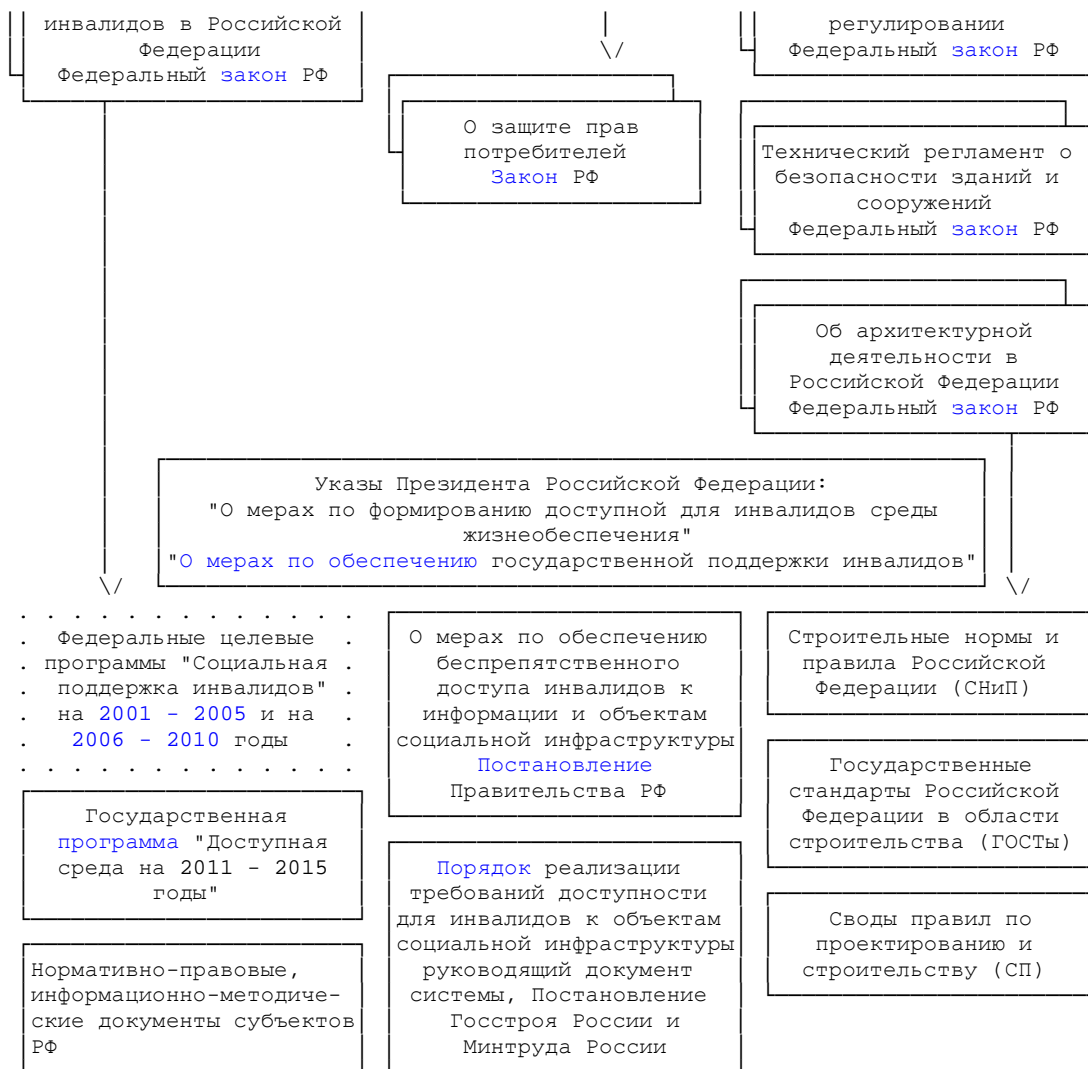 инвалидов в Российской
Федерации
Федеральный закон РФ
регулировании
Федеральный закон РФ
О защите прав
потребителей
Закон РФ
Технический регламент о
безопасности зданий и
сооружений
Федеральный закон РФ
Об архитектурной
деятельности в
Российской Федерации
Федеральный закон РФ
Указы Президента Российской Федерации:
"О мерах по формированию доступной для инвалидов среды
жизнеобеспечения"
"О мерах по обеспечению государственной поддержки инвалидов"
Федеральные целевые
программы "Социальная
поддержка инвалидов"
на 2001 - 2005 и на
2006 - 2010 годы
Государственная
программа "Доступная
среда на 2011 - 2015
годы"
Нормативно-правовые,
информационно-методиче-
ские документы субъектов
РФ
О мерах по обеспечению
беспрепятственного
доступа инвалидов к
информации и объектам
социальной инфраструктуры
Постановление
Правительства РФ
Порядок реализации
требований доступности
для инвалидов к объектам
социальной инфраструктуры
руководящий документ
системы, Постановление
Госстроя России и
Минтруда России
Строительные нормы и
правила Российской
Федерации (СНиП)
Государственные
стандарты Российской
Федерации в области
строительства (ГОСТы)
Своды правил по
проектированию и
строительству (СП)